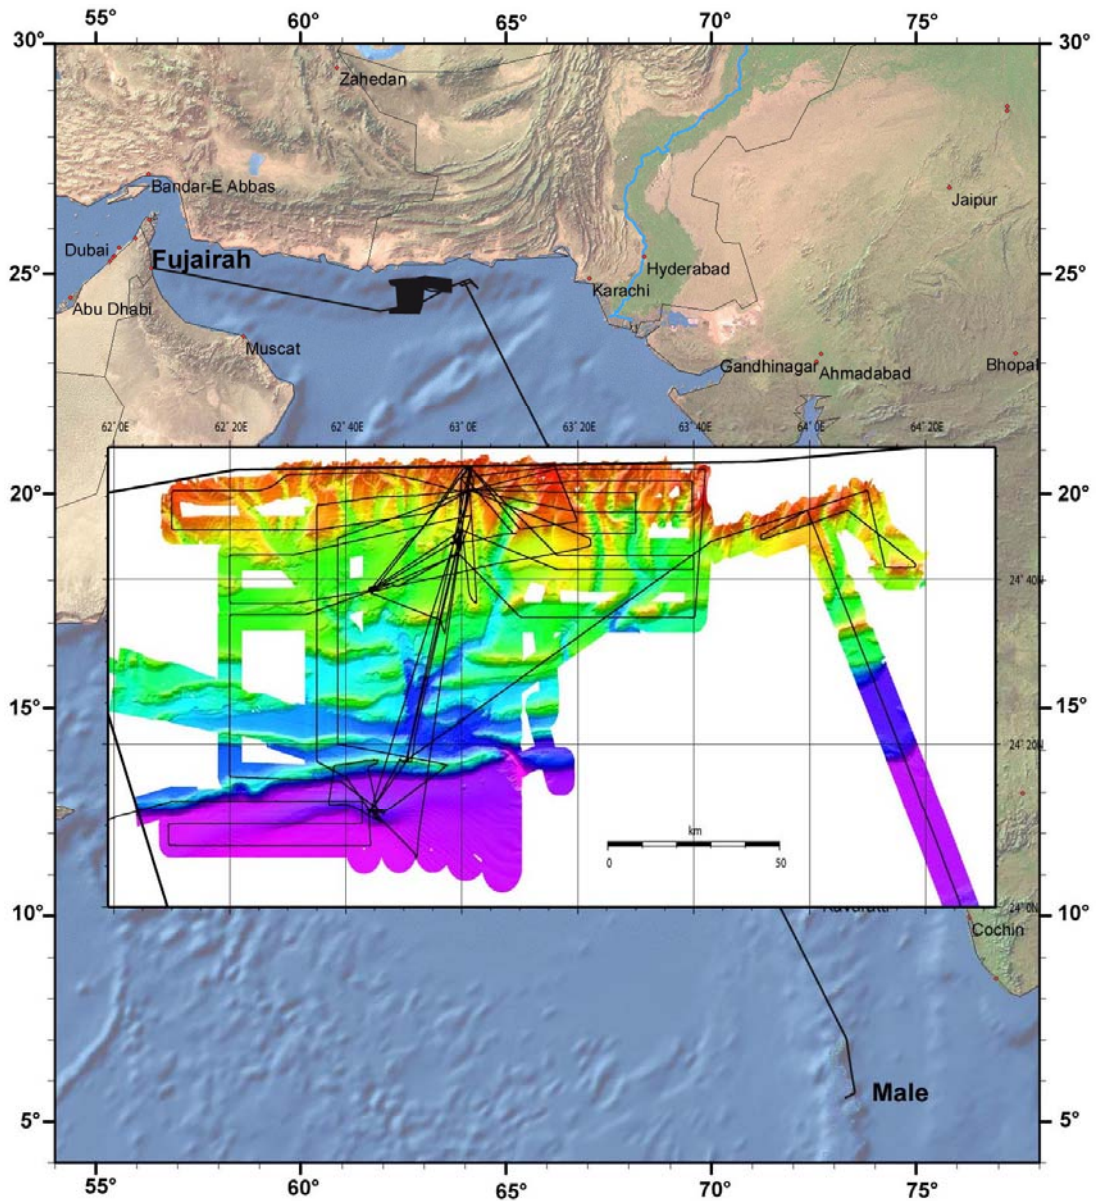 55° 60° 65° 70° 75°
30° 30°
Zahedan
Bandar-E Abbas
Jaipur
Dubai
Fujairah
Hyderabad
25° 25°
Karachi
Abu Dhabi
Muscat
Gandhinagar
Ahmadabad
Bhopal
62° 0E 62° 20E 62° 40E 63° 0E 63° 20E 63° 40E 64° 0E 64° 20E
20° 20°
24° 40N
15° 15°
24° 20N
km
0 50
24° 0N
10° 10°
Cochin
Male
5° 5°
55° 60° 65° 70° 75°